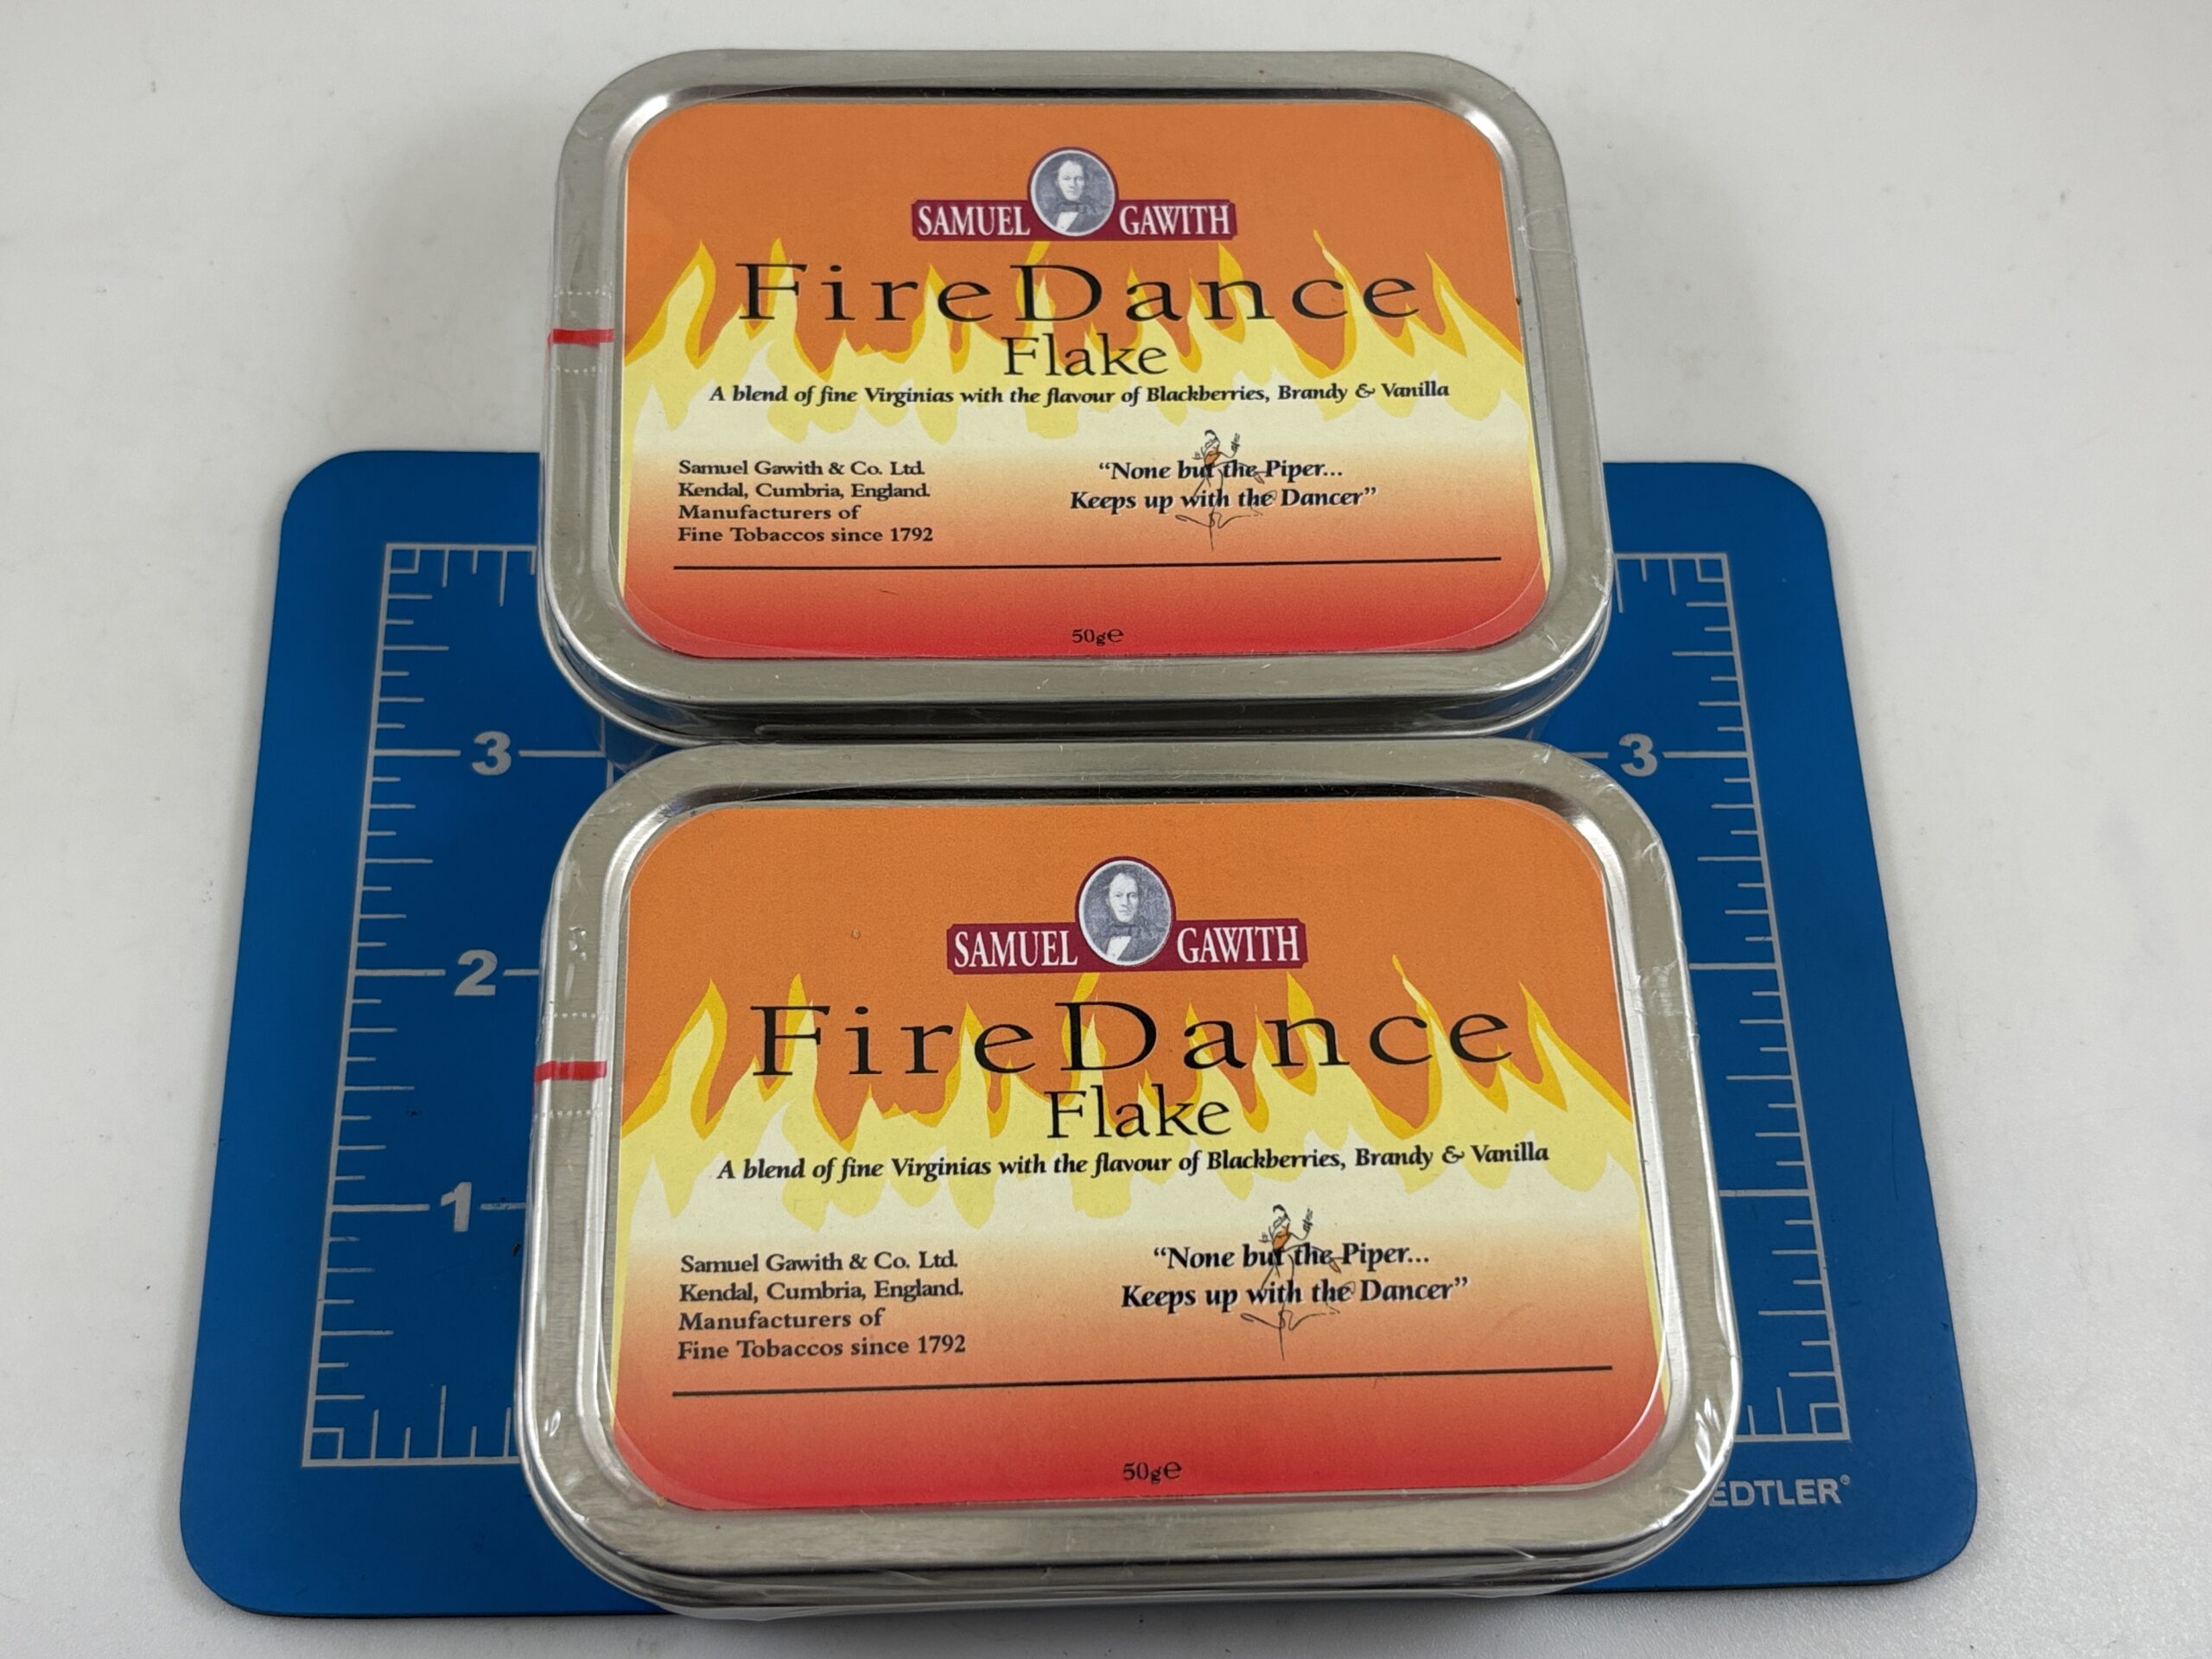 SAMUEL GAWITH
FireDance
Flake
A blend of fine Virginias with the flavour of Blackberries, Brandy & Vanilla
Samuel Gawith & Co. Ltd.
Kendal, Cumbria, England.
Manufacturers of
Fine Tobaccos since 1792
“None but the Piper...
Keeps up with the Dancer”
50g℮
3
3
SAMUEL GAWITH
FireDance
Flake
A blend of fine Virginias with the flavour of Blackberries, Brandy & Vanilla
Samuel Gawith & Co. Ltd.
Kendal, Cumbria, England.
Manufacturers of
Fine Tobaccos since 1792
“None but the Piper...
Keeps up with the Dancer”
50g℮
2
1
EDTLER®